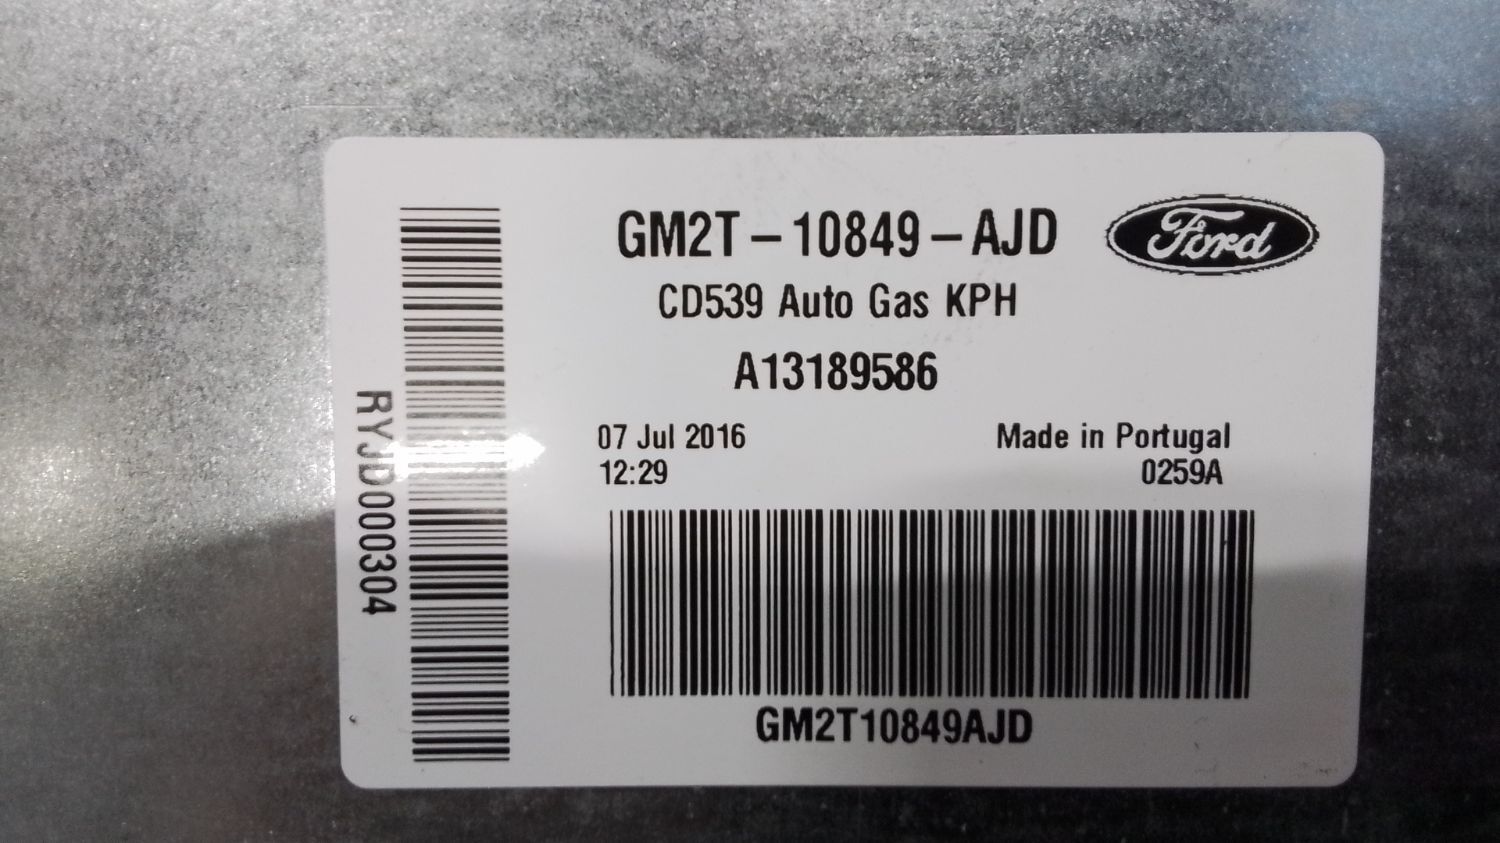 GM2T-10849-AJD
Ford
CD539 Auto Gas KPH
A13189586
07 Jul 2016
Made in Portugal
12:29
0259A
GM2T10849AJD
RYJD000304